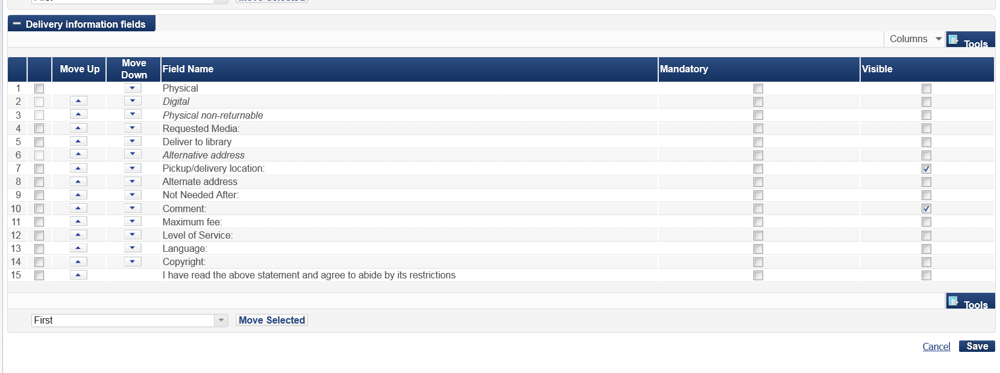 First Move Selected
Delivery information fields
Columns Tools
Move Up Move Down Field Name Mandatory Visible
1 Physical
2 Digital
3 Physical non-returnable
4 Requested Media:
5 Deliver to library
6 Alternative address
7 Pickup/delivery location:
8 Alternate address
9 Not Needed After:
10 Comment:
11 Maximum fee:
12 Level of Service:
13 Language:
14 Copyright:
15 I have read the above statement and agree to abide by its restrictions
Tools
First Move Selected
Cancel Save